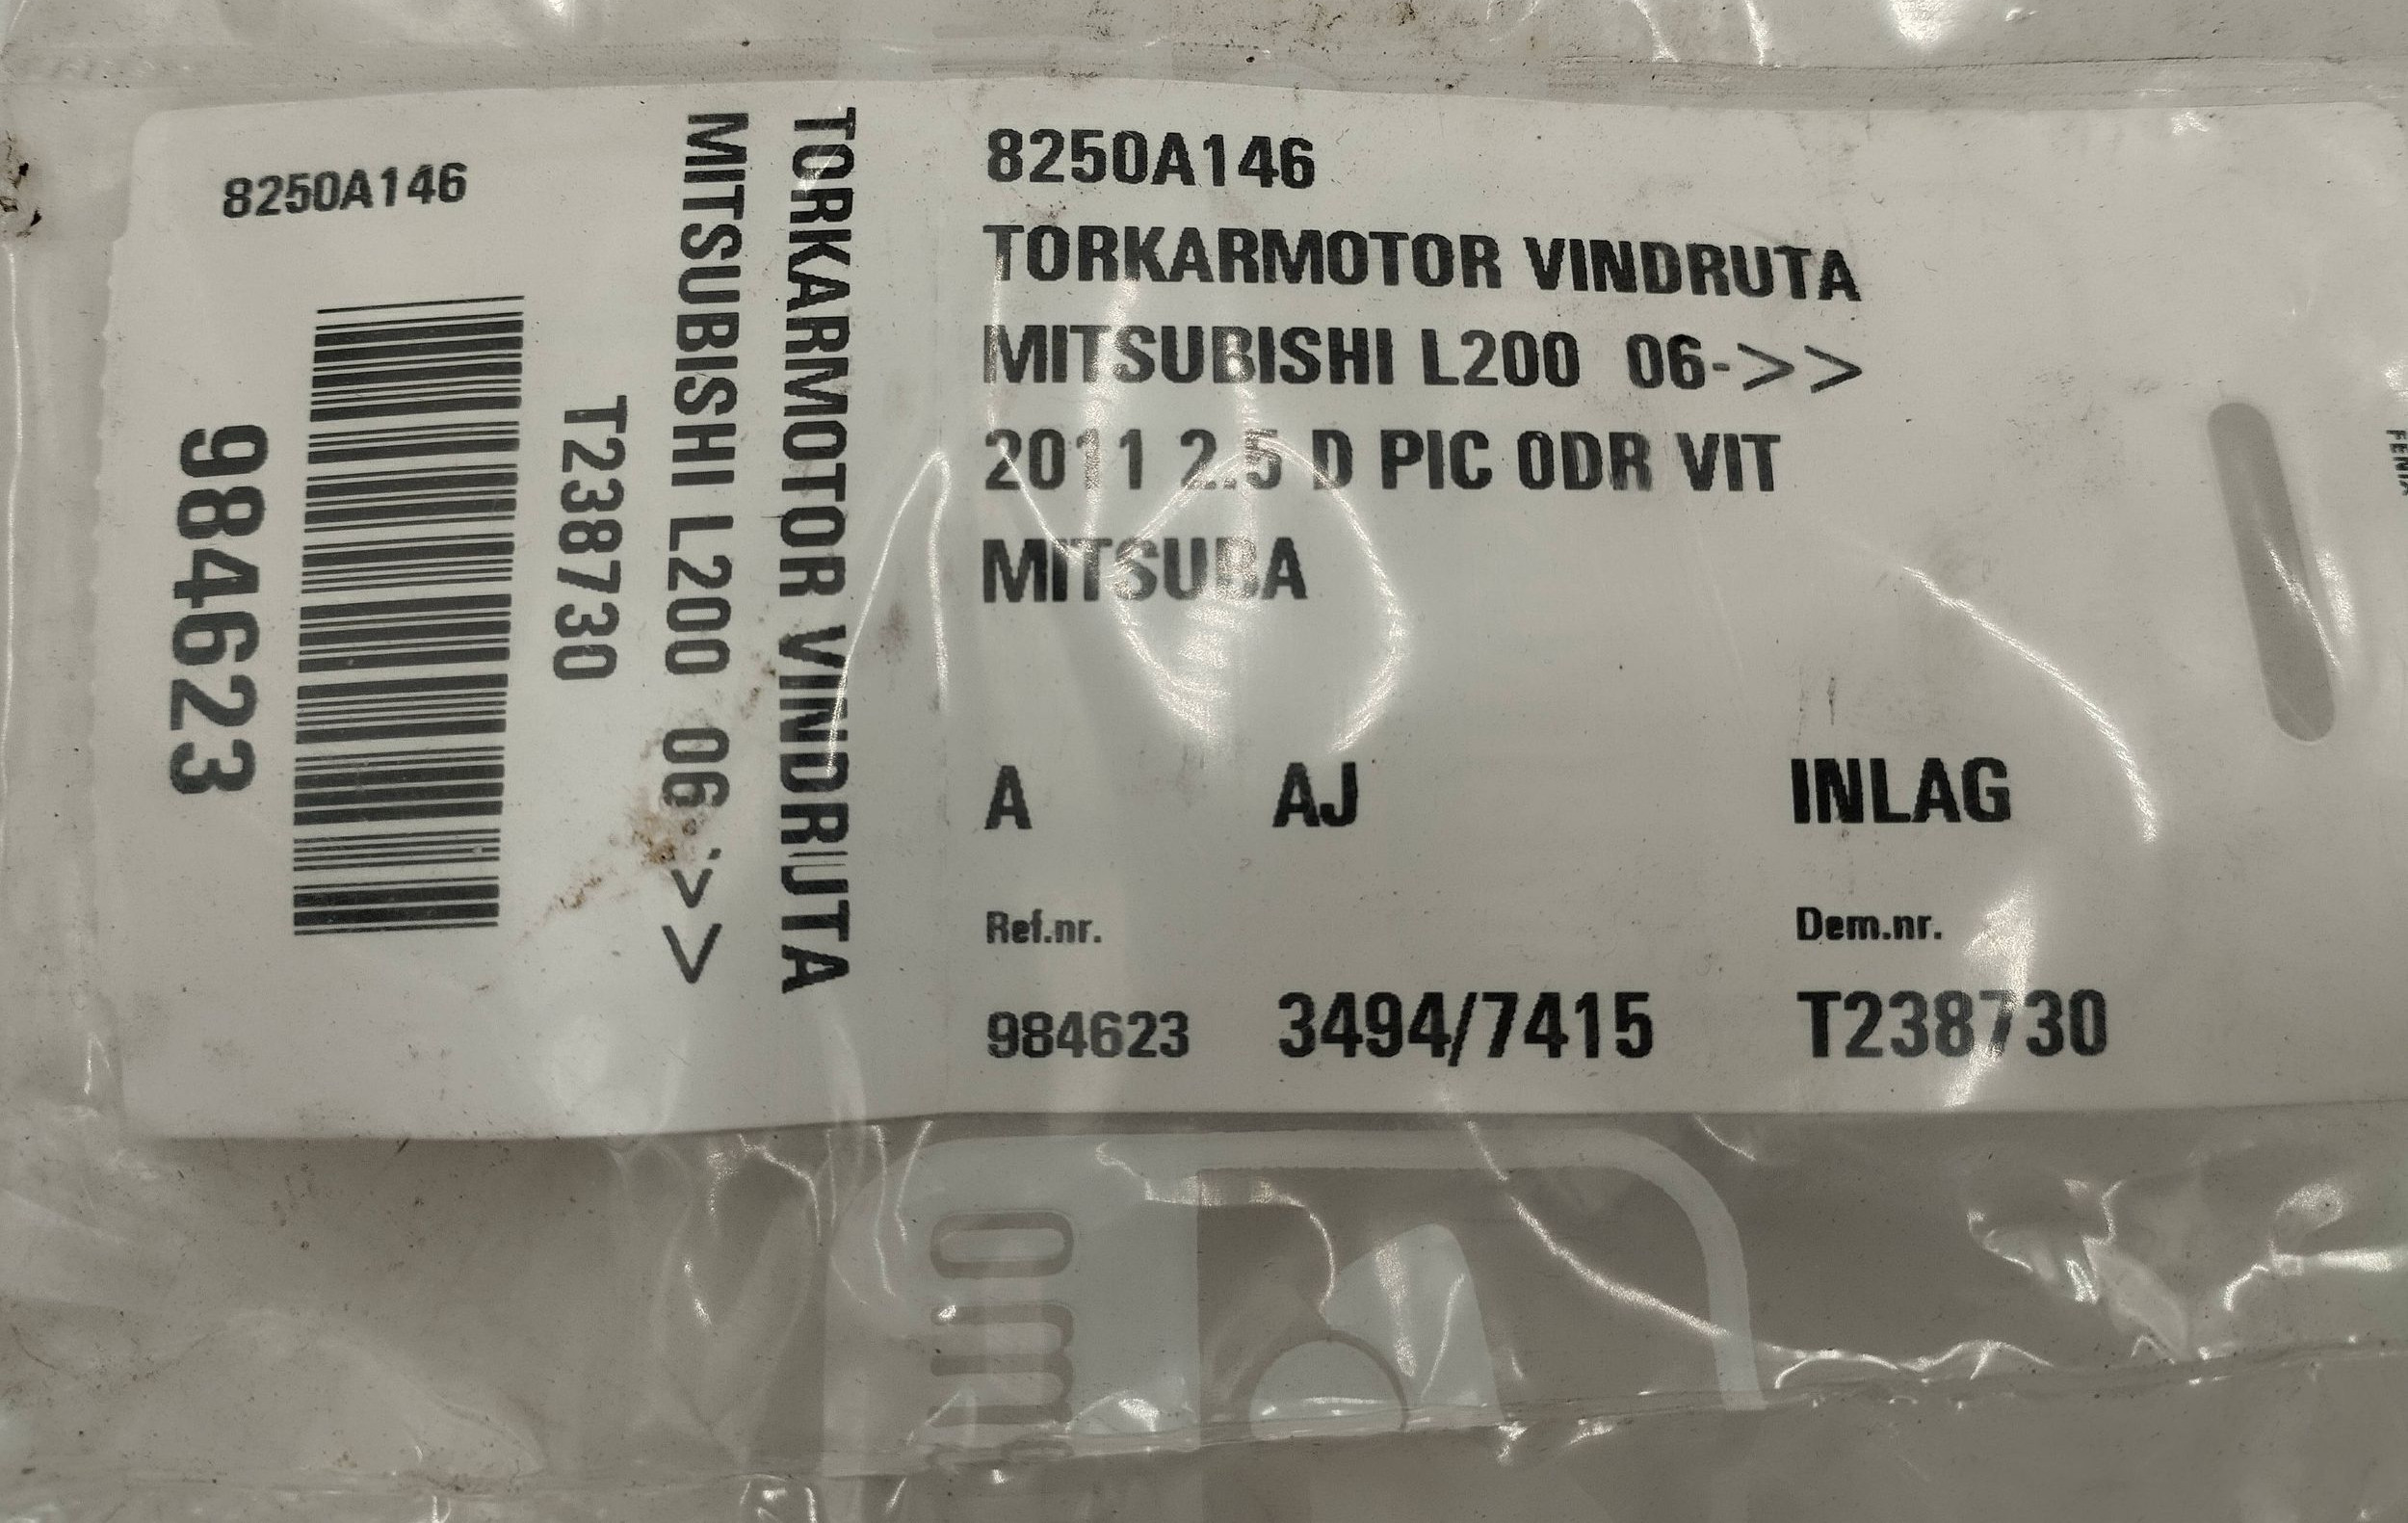 8250A146
984623
T238730
MITSUBISHI L200 06->>
TORKARMOTOR VINDRUTA
8250A146
TORKARMOTOR VINDRUTA
MITSUBISHI L200 06->>
2011 2.5 D PIC 0DR VIT
MITSUBA
A AJ INLAG
Ref.nr. Dem.nr.
984623 3494/7415 T238730